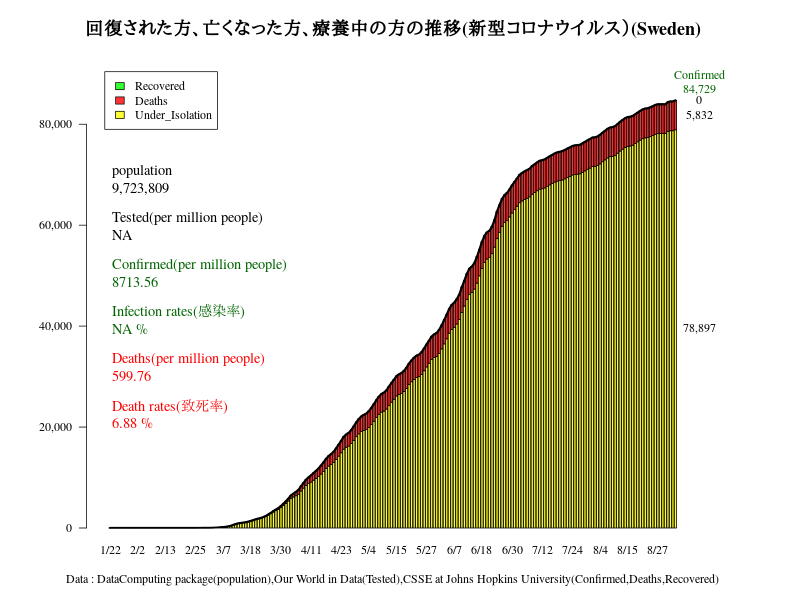 回復された方、亡くなった方、療養中の方の推移(新型コロナウイルス）(Sweden)
Confirmed
84,729
0
5,832
78,897
Recovered
Deaths
Under_Isolation
population
9,723,809
Tested(per million people)
NA
Confirmed(per million people)
8713.56
Infection rates(感染率)
NA %
Deaths(per million people)
599.76
Death rates(致死率)
6.88 %
80,000
60,000
40,000
20,000
0
1/22 2/2 2/13 2/25 3/7 3/18 3/30 4/11 4/23 5/4 5/15 5/27 6/7 6/18 6/30 7/12 7/24 8/4 8/15 8/27
Data : DataComputing package(population),Our World in Data(Tested),CSSE at Johns Hopkins University(Confirmed,Deaths,Recovered)